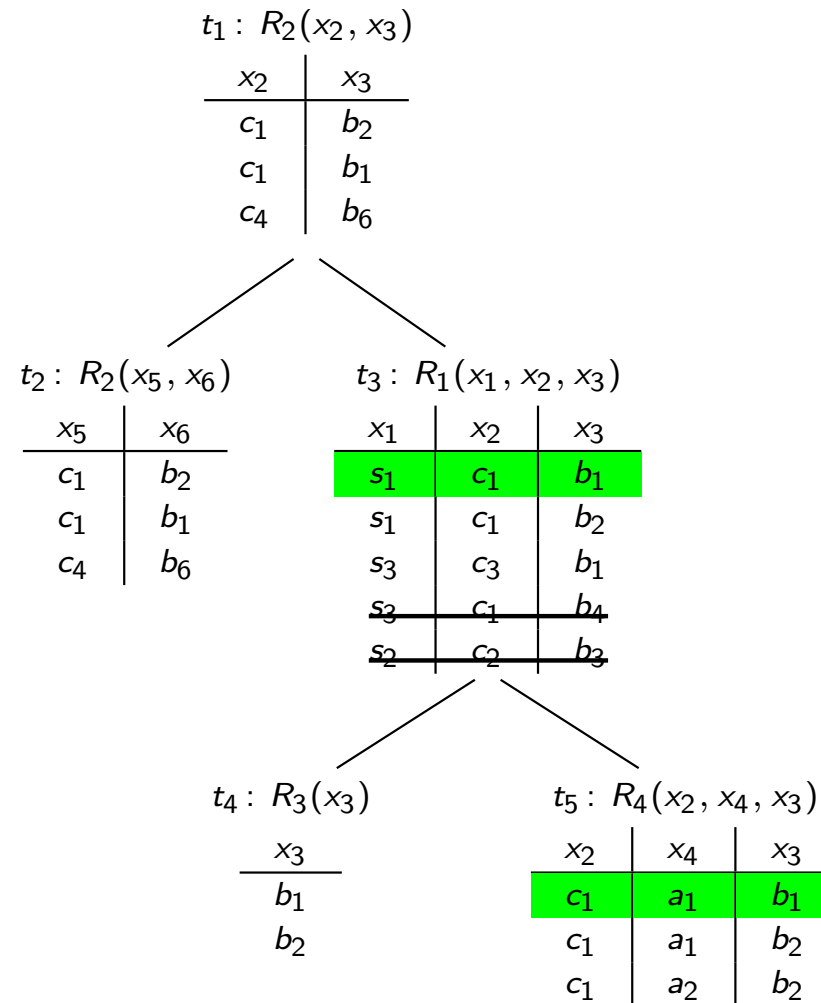 t₁ : R₂(x₂, x₃)
x₂ x₃
c₁ b₂
c₁ b₁
c₄ b₆
t₂ : R₂(x₅, x₆) t₃ : R₁(x₁, x₂, x₃)
x₅ x₆ x₁ x₂ x₃
c₁ b₂ s₁ c₁ b₁
c₁ b₁ s₁ c₁ b₂
c₄ b₆ s₃ c₃ b₁
s₃ c₁ b₄
s₂ c₂ b₃
t₄ : R₃(x₃) t₅ : R₄(x₂, x₄, x₃)
x₃ x₂ x₄ x₃
b₁ c₁ a₁ b₁
b₂ c₁ a₁ b₂
c₁ a₂ b₂